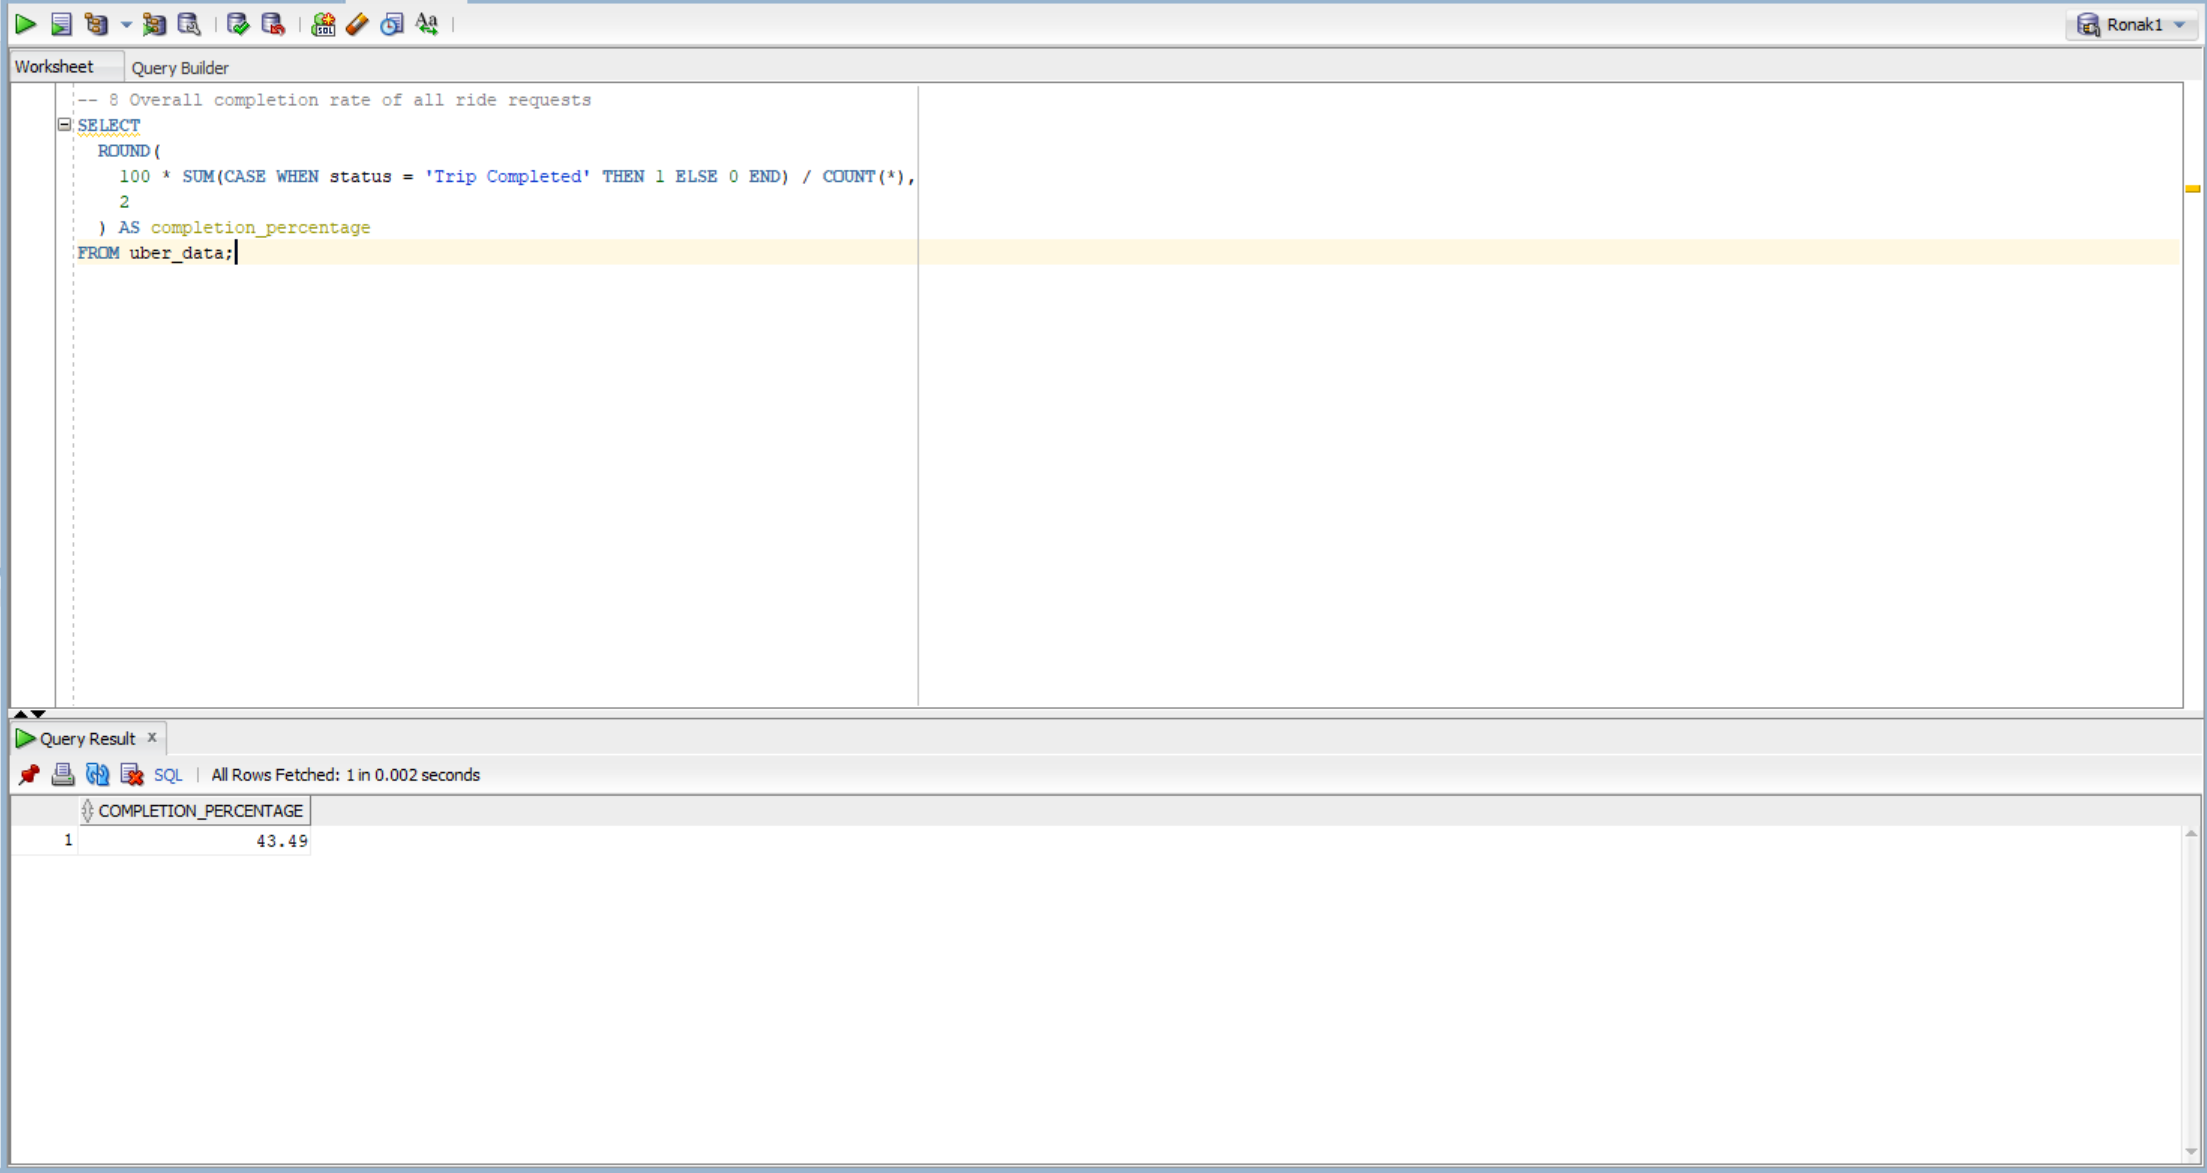 Aa
Ronak1
Worksheet
Query Builder
-- 8 Overall completion rate of all ride requests
SELECT
ROUND(
100 * SUM(CASE WHEN status = 'Trip Completed' THEN 1 ELSE 0 END) / COUNT(*),
2
) AS completion_percentage
FROM uber_data;
Query Result x
SQL | All Rows Fetched: 1 in 0.002 seconds
COMPLETION_PERCENTAGE
1 43.49